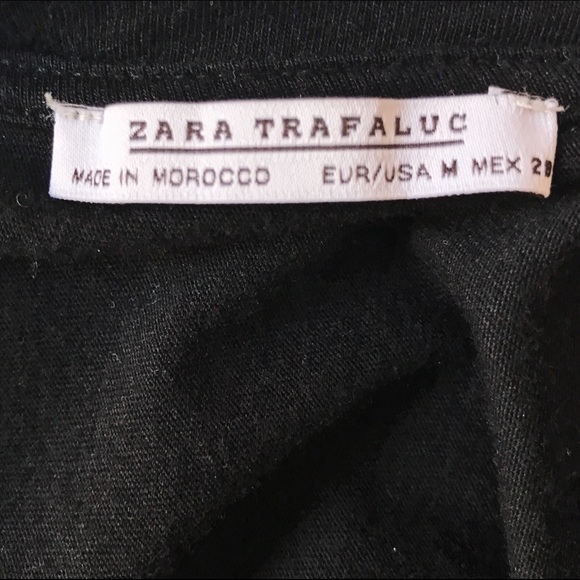 ZARA TRAFALUC
MADE IN MOROCCO EUR/USA M MEX 28